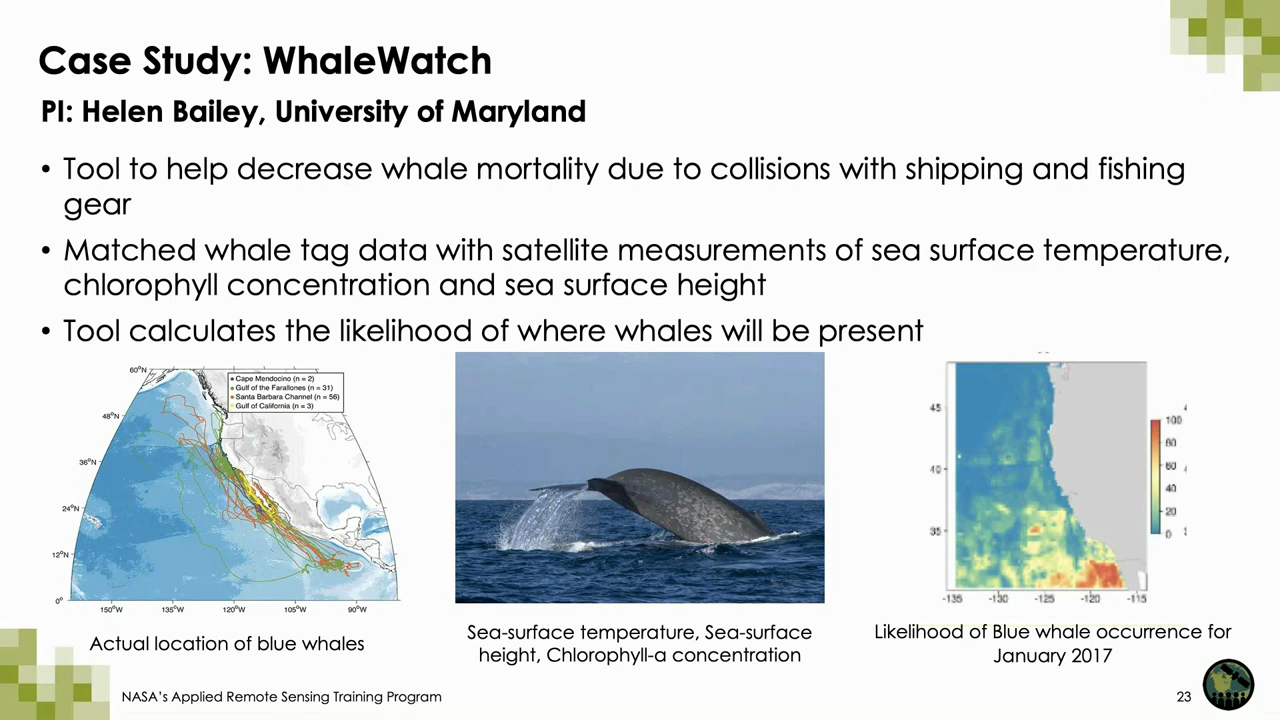 Case Study: WhaleWatch
PI: Helen Bailey, University of Maryland
• Tool to help decrease whale mortality due to collisions with shipping and fishing
gear
• Matched whale tag data with satellite measurements of sea surface temperature,
chlorophyll concentration and sea surface height
• Tool calculates the likelihood of where whales will be present
60°N
48°N
36°N
24°N
12°N
0°
150°W 135°W 120°W 105°W 90°W
Cape Mendocino (n = 2)
Gulf of the Farallones (n = 31)
Santa Barbara Channel (n = 56)
Gulf of California (n = 3)
Actual location of blue whales
Sea-surface temperature, Sea-surface
height, Chlorophyll-a concentration
45
40
35
-135 -130 -125 -120 -115
100
80
60
40
20
0
Likelihood of Blue whale occurrence for
January 2017
NASA's Applied Remote Sensing Training Program
23